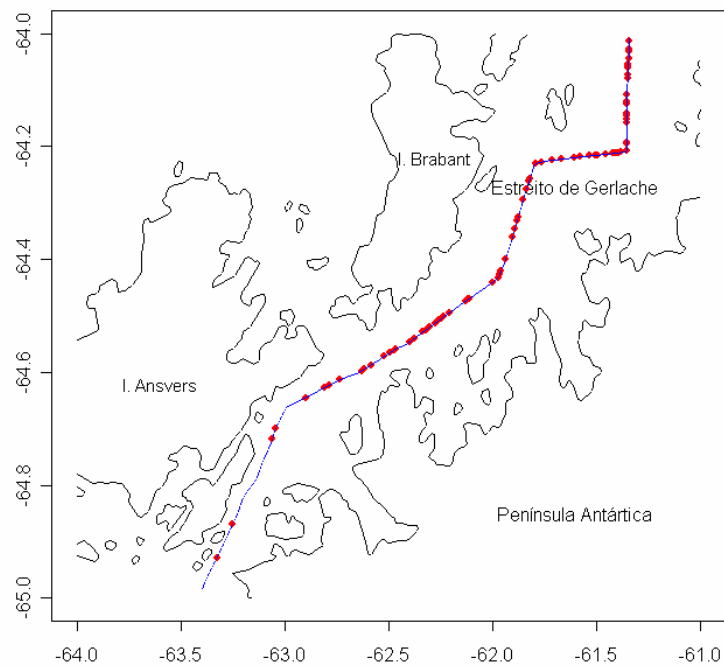 -64.0
-64.2
-64.4
-64.6
-64.8
-65.0
I. Brabant
Estreito de Gerlache
I. Ansvers
Península Antártica
-64.0 -63.5 -63.0 -62.5 -62.0 -61.5 -61.0